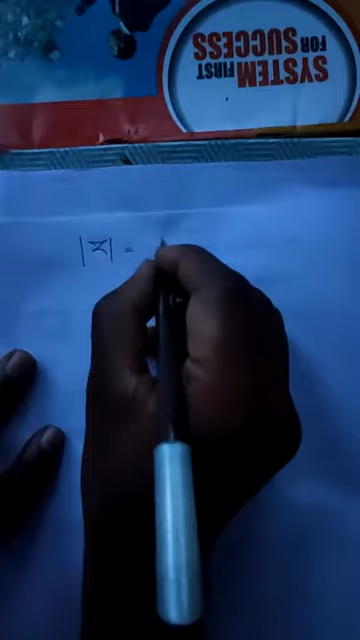 SYSTEM FIRST
FOR SUCCESS
|Z| =